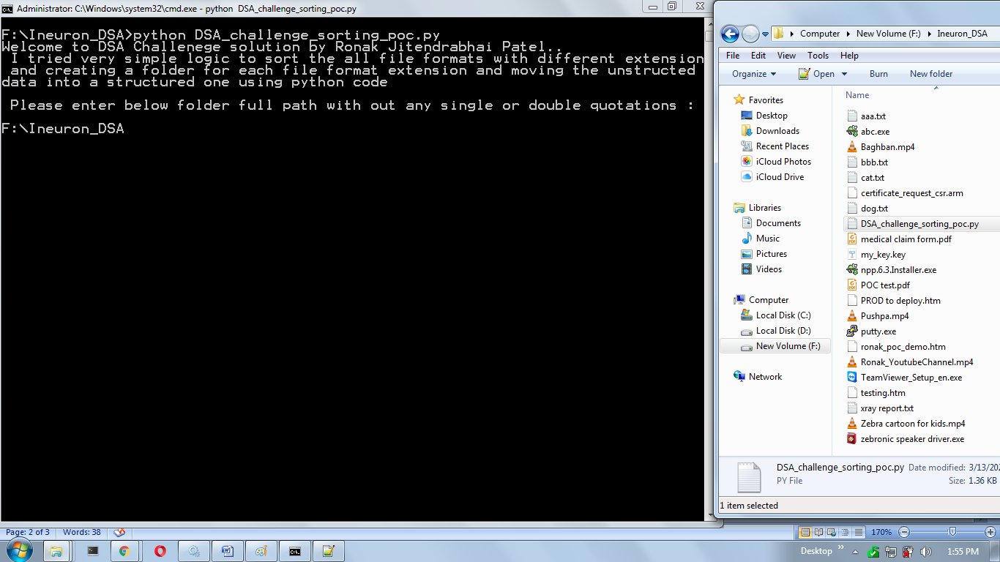 Administrator: C:\Windows\system32\cmd.exe - python  DSA_challenge_sorting_poc.py
F:\Ineuron_DSA>python DSA_challenge_sorting_poc.py
Welcome to DSA Challenege solution by Ronak Jitendrabhai Patel..
I tried very simple logic to sort the all file formats with different extension
and creating a folder for each file format extension and moving the unstructed
data into a structured one using python code
Please enter below folder full path with out any single or double quotations :
F:\Ineuron_DSA
Computer New Volume (F:) Ineuron_DSA
File Edit View Tools Help
Organize Open Burn New folder
Favorites
Desktop
Downloads
Recent Places
iCloud Photos
iCloud Drive
Libraries
Documents
Music
Pictures
Videos
Computer
Local Disk (C:)
Local Disk (D:)
New Volume (F:)
Network
Name
aaa.txt
abc.exe
Baghban.mp4
bbb.txt
cat.txt
certificate_request_csr.arm
dog.txt
DSA_challenge_sorting_poc.py
medical claim form.pdf
my_key.key
npp.6.3.Installer.exe
POC test.pdf
PROD to deploy.htm
Pushpa.mp4
putty.exe
ronak_poc_demo.htm
Ronak_YoutubeChannel.mp4
TeamViewer_Setup_en.exe
testing.htm
xray report.txt
Zebra cartoon for kids.mp4
zebronic speaker driver.exe
DSA_challenge_sorting_poc.py Date modified: 3/13/202
PY File Size: 1.36 KB
1 item selected
Page: 2 of 3 Words: 38 170%
Desktop 1:55 PM